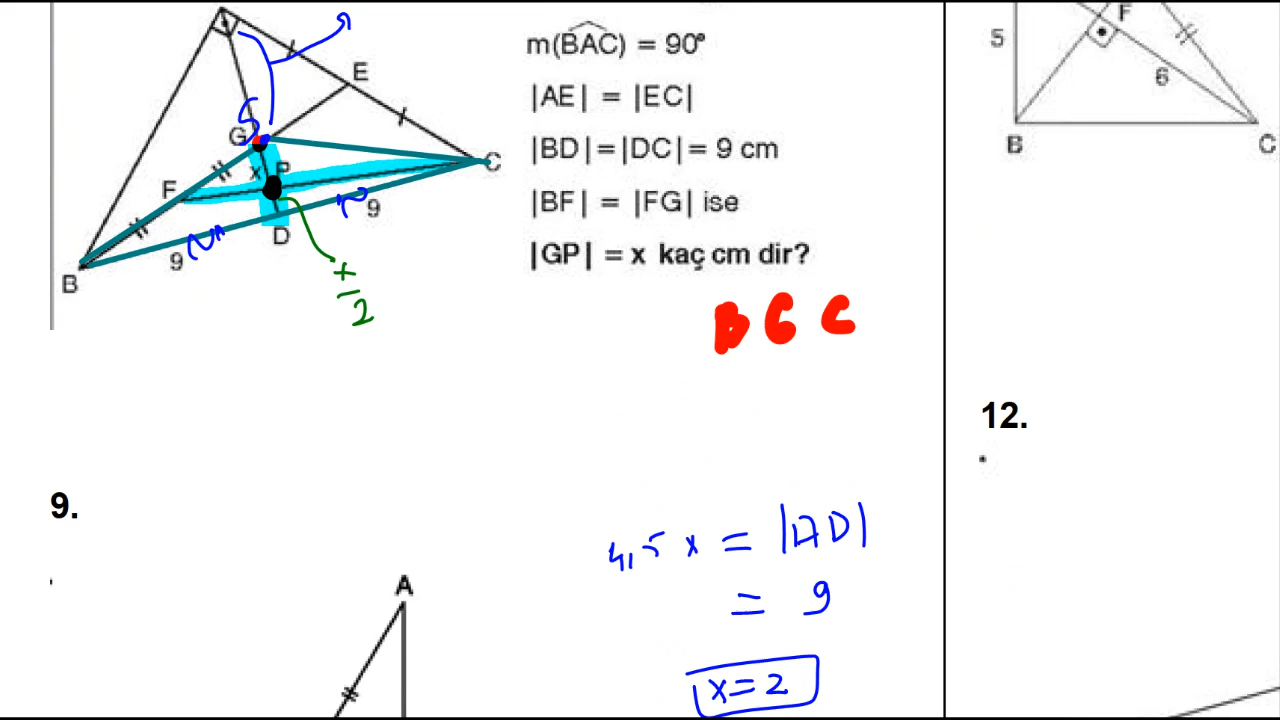 m(BAC) = 90°
|AE| = |EC|
|BD|=|DC|= 9 cm
|BF| = |FG| ise
|GP| = x kaç cm dir?
E
G
C
x
P
F
9
D
9
B
x
2
B G C
F
5
6
B
C
12.
9.
A
4,5 x = |AD|
= 9
x=2